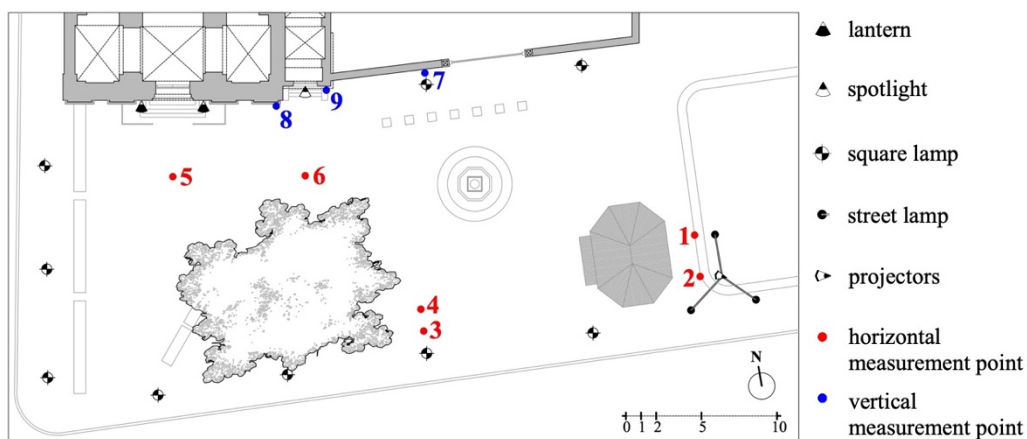 7
9
8
5
6
1
2
4
3
N
0 1 2 5 10
lantern
spotlight
square lamp
street lamp
projectors
horizontal
measurement point
vertical
measurement point